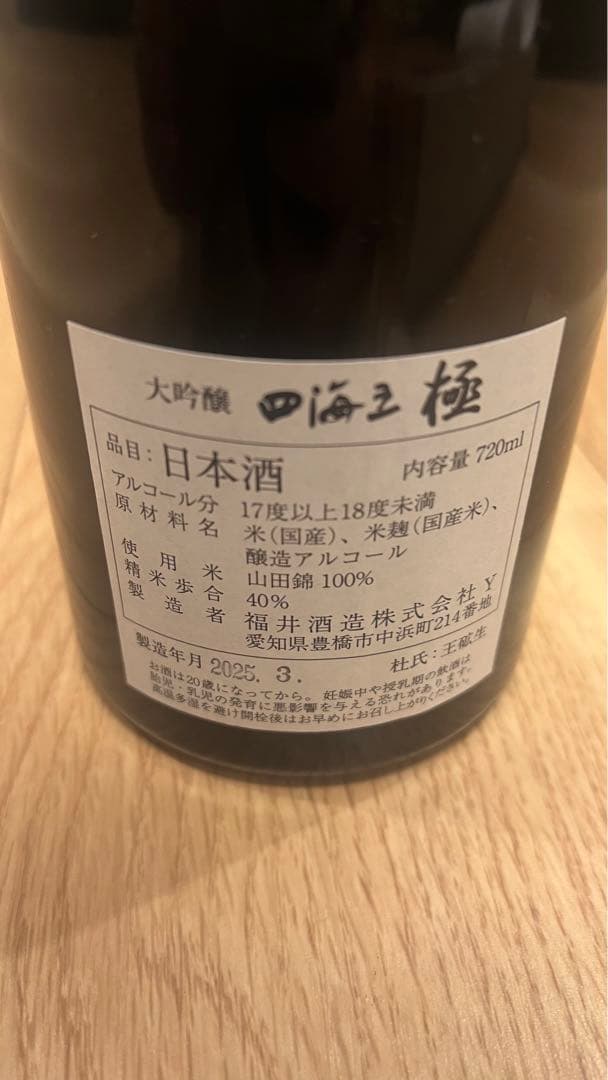 大吟醸 四海王 極
品目：日本酒 内容量 720ml
アルコール分 17度以上18度未満
原材料名 米（国産）、米麹（国産米）、
醸造アルコール
使用米 山田錦 100%
精米歩合 40%
製造者 福井酒造株式会社 Y
愛知県豊橋市中浜町214番地
製造年月 2025. 3. 杜氏：王碔生
お酒は20歳になってから。妊娠中や授乳期の飲酒は
胎児・乳児の発育に悪影響を与える恐れがあります。
高温多湿を避け開栓後はお早めにお召し上がりください。